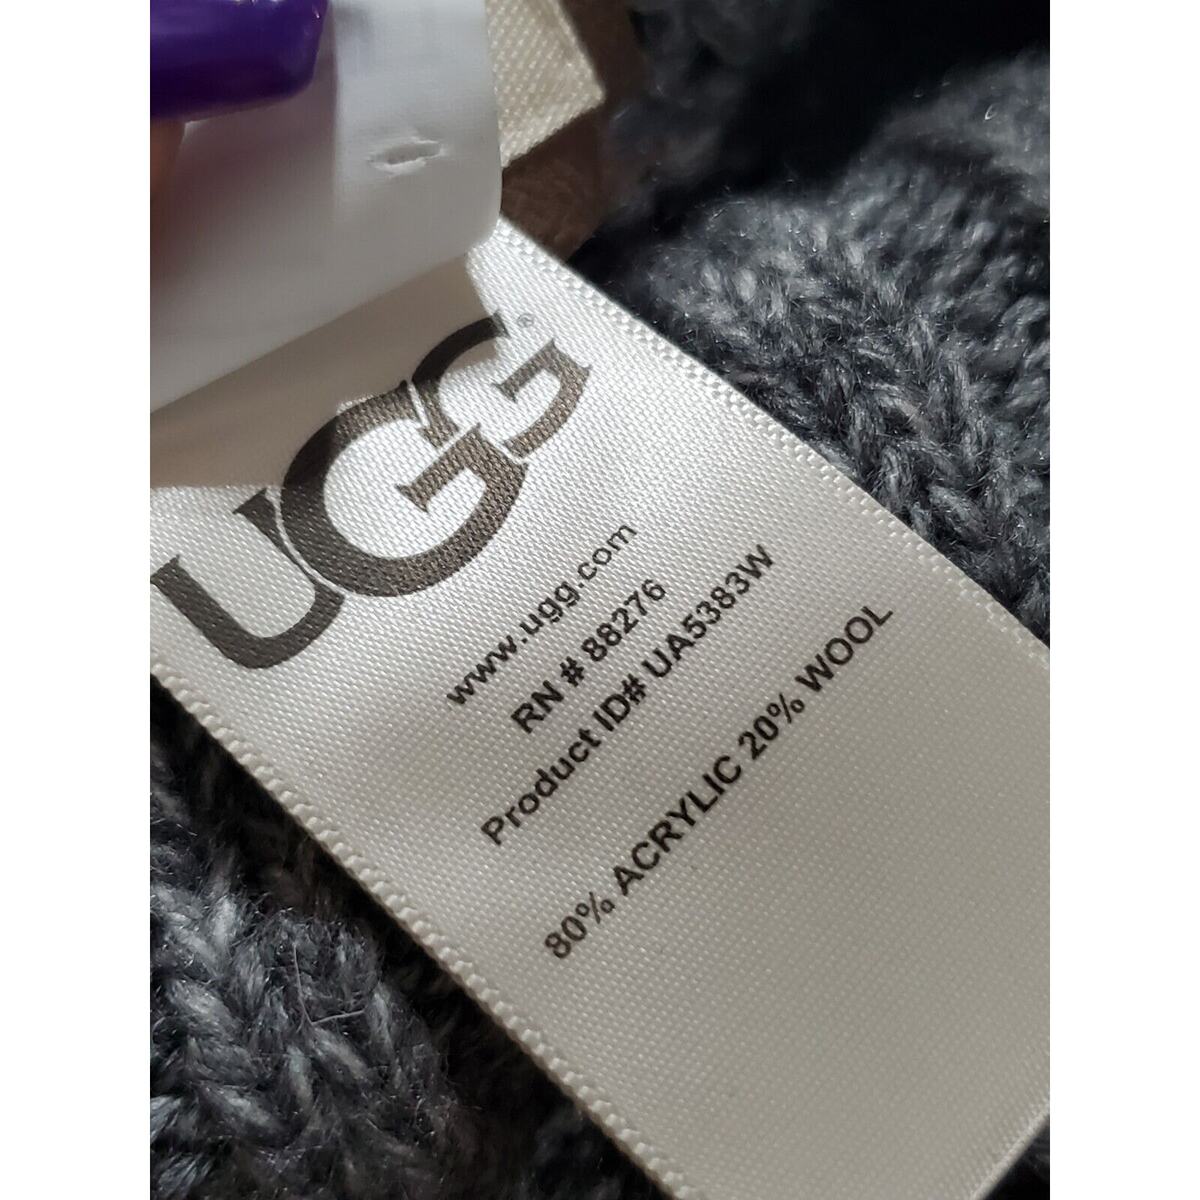 UGG®
www.ugg.com
RN # 88276
Product ID# UA5383W
80% ACRYLIC 20% WOOL